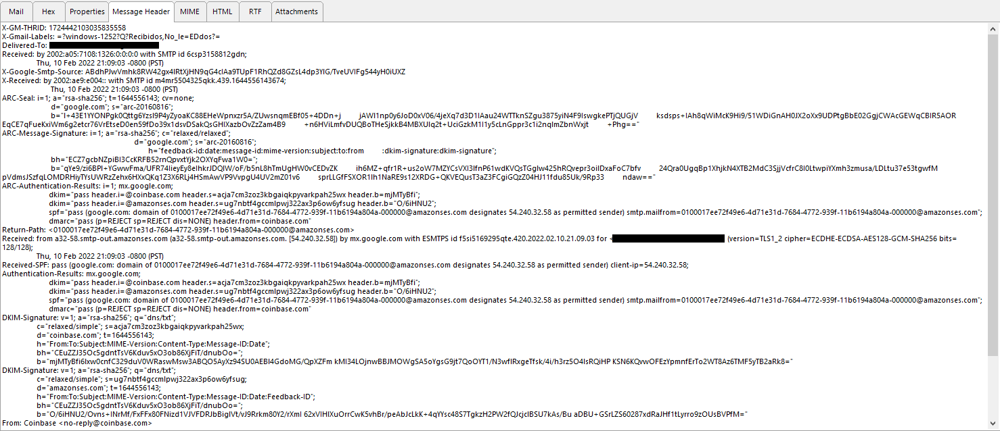 Mail Hex Properties Message Header MIME HTML RTF Attachments
X-GM-THRID: 1724442103035835558
X-Gmail-Labels: =?windows-1252?Q?Recibidos,No_le=EDdos?=
Delivered-To:
Received: by 2002:a05:7108:1326:0:0:0:0 with SMTP id 6csp3158812gdn;
Thu, 10 Feb 2022 21:09:03 -0800 (PST)
X-Google-Smtp-Source: ABdhPJwVmhk8RW42gx4IRtXjHN9qG4clAa9TUpF1RhQZd8GZsL4dp3YIG/TveUVlFg544yH0iUXZ
X-Received: by 2002:ae9:e004:: with SMTP id m4mr5504325qkk.439.1644556143674;
Thu, 10 Feb 2022 21:09:03 -0800 (PST)
ARC-Seal: i=1; a="rsa-sha256"; t=1644556143; cv=none;
d="google.com"; s="arc-20160816";
b="l+43E1YYONPgk0Qttg6YzsI9P4yZyoaKC88EHeWpnxzr5A/ZUwsnqmEBf05+4DDn+j jAWl1np0y6JoD0xV06/4jeXq7d3D1lAau24WTTknSZgu3875yiN4F9IswgkePTjQUGjV ksdsps+lAh8qWiMcK9Hi9/51WDiGnAH0JX2oXx9UDPtgBbE02GgjCWAcGEWqCBlR5AOR
EqCE7qFueKxiWm6g2etcr76VrEtseD0en59fDo39x1dsvDSakQsGHlXazbOvZzZam4B9 +n6HViLmfvDUQBoTHeSjkkB4MBXUlq2t+UciGzkM1l1y5cLnGppr3c1i2nqlmZbnWxjt +Phg=="
ARC-Message-Signature: i=1; a="rsa-sha256"; c="relaxed/relaxed";
d="google.com"; s="arc-20160816";
h="feedback-id:date:message-id:mime-version:subject:to:from :dkim-signature:dkim-signature";
bh="ECZ7gcbNZpiBl3CcKRFB52rnQpvxtYjk2OXYqFwa1W0=";
b="qYe9/zi6BPI+YGwwFma/UFR74lieyEy8eIhkrJDQlW/oF/b5nL8hTmUgHW0vCEDvZK ih6MZ+qfr1R+us2oW7MZYCsVXl3IfnP61wdKVQsTGglw425hRQvepr3oilDxaFoC7bfv 24Qra0UgqBp1XhjkN4XTB2MdC3SjjVcfrC8l0LtwpiYXmh3zmusa/LDLtu37e53tgwfM
pVdmsJSzfqLOMDRHiyTYsUWRzZehx6HXxQKq1Z3X6RLj4HSmAwVP9VvpgU4UV2mZ01v6 sprLLGfFSXOR1Ih1NaRE9s12XRDG+QKVEQusT3aZ3FCgiGQzZ04HJ11fdu85Uk/9Rp33 ndaw=="
ARC-Authentication-Results: i=1; mx.google.com;
dkim="pass header.i=@coinbase.com header.s=acja7cm3zoz3kbgaiqkpyvarkpah25wx header.b=mjMTyBfi";
dkim="pass header.i=@amazonses.com header.s=ug7nbtf4gccmlpwj322ax3p6ow6yfsug header.b="O/6iHNU2";
spf="pass (google.com: domain of 0100017ee72f49e6-4d71e31d-7684-4772-939f-11b6194a804a-000000@amazonses.com designates 54.240.32.58 as permitted sender) smtp.mailfrom=0100017ee72f49e6-4d71e31d-7684-4772-939f-11b6194a804a-000000@amazonses.com";
dmarc="pass (p=REJECT sp=REJECT dis=NONE) header.from=coinbase.com"
Return-Path: <0100017ee72f49e6-4d71e31d-7684-4772-939f-11b6194a804a-000000@amazonses.com>
Received: from a32-58.smtp-out.amazonses.com (a32-58.smtp-out.amazonses.com. [54.240.32.58]) by mx.google.com with ESMTPS id f5si5169295qte.420.2022.02.10.21.09.03 for < (version=TLS1_2 cipher=ECDHE-ECDSA-AES128-GCM-SHA256 bits=
128/128);
Thu, 10 Feb 2022 21:09:03 -0800 (PST)
Received-SPF: pass (google.com: domain of 0100017ee72f49e6-4d71e31d-7684-4772-939f-11b6194a804a-000000@amazonses.com designates 54.240.32.58 as permitted sender) client-ip=54.240.32.58;
Authentication-Results: mx.google.com;
dkim="pass header.i=@coinbase.com header.s=acja7cm3zoz3kbgaiqkpyvarkpah25wx header.b=mjMTyBfi";
dkim="pass header.i=@amazonses.com header.s=ug7nbtf4gccmlpwj322ax3p6ow6yfsug header.b="O/6iHNU2";
spf="pass (google.com: domain of 0100017ee72f49e6-4d71e31d-7684-4772-939f-11b6194a804a-000000@amazonses.com designates 54.240.32.58 as permitted sender) smtp.mailfrom=0100017ee72f49e6-4d71e31d-7684-4772-939f-11b6194a804a-000000@amazonses.com";
dmarc="pass (p=REJECT sp=REJECT dis=NONE) header.from=coinbase.com"
DKIM-Signature: v=1; a="rsa-sha256"; q="dns/txt";
c="relaxed/simple"; s=acja7cm3zoz3kbgaiqkpyvarkpah25wx;
d="coinbase.com"; t=1644556143;
h="From:To:Subject:MIME-Version:Content-Type:Message-ID:Date";
bh="CEuZZJ35Oc5gdntTsV6Kduv5xO3ob86XjFiT/dnubOo=";
b="mjMTyBfi6Ixw0cnfC329duV0WRaswMsw3ABQO5AyXz94SU0AEBl4GdoMG/QpXZFm kMl34LOjnwBBJMOWgSA5oYgsG9jt7QoOYT1/N3wfIRxgeTfsk/4i/h3rz5O4lsRQiHP KSN6KQvwOFEzYpmnfErTo2WT8Az6TMF5yTB2aRk8="
DKIM-Signature: v=1; a="rsa-sha256"; q="dns/txt";
c="relaxed/simple"; s=ug7nbtf4gccmlpwj322ax3p6ow6yfsug;
d="amazonses.com"; t=1644556143;
h="From:To:Subject:MIME-Version:Content-Type:Message-ID:Date:Feedback-ID";
bh="CEuZZJ35Oc5gdntTsV6Kduv5xO3ob86XjFiT/dnubOo=";
b="O/6iHNU2/Ovns+INrMf/FxFFx80FNizd1VJVFDRJbBigIVt/vJ9Rrkm80Y2/rXml 62xVIHIXuOrrCwK5vhBr/peAbJcLkK+4qYYsc48S7TgkzH2PW2fQJcjclBSU7kAs/Bu aDBU+GSrLZS60287xdRaJHf1tLyrro9zOUsBVPfM="
From: Coinbase <no-reply@coinbase.com>